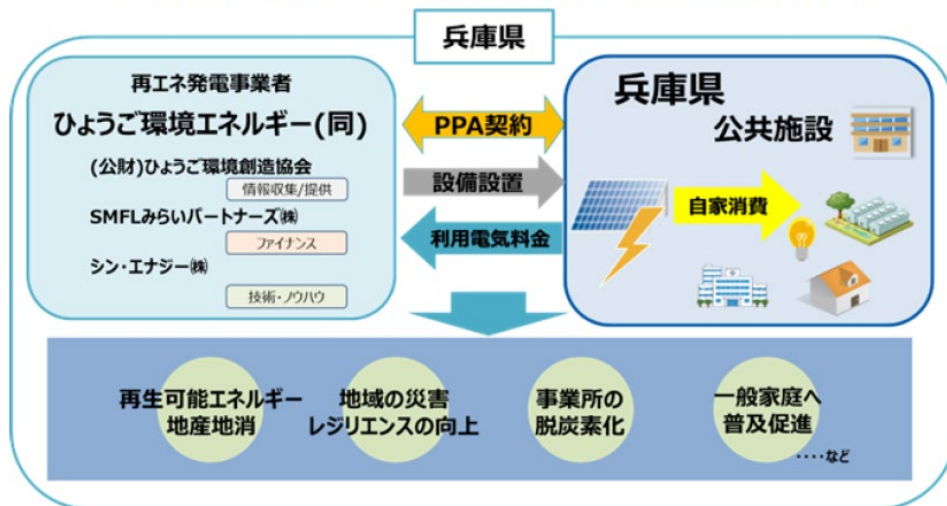 兵庫県
再エネ発電事業者
ひょうご環境エネルギー(同)
(公財)ひょうご環境創造協会
情報収集/提供
SMFLみらいパートナーズ㈱
ファイナンス
シン・エナジー㈱
技術・ノウハウ
PPA契約
設備設置
利用電気料金
兵庫県
公共施設
自家消費
再生可能エネルギー
地産地消
地域の災害
レジリエンスの向上
事業所の
脱炭素化
一般家庭へ
普及促進
‥‥など